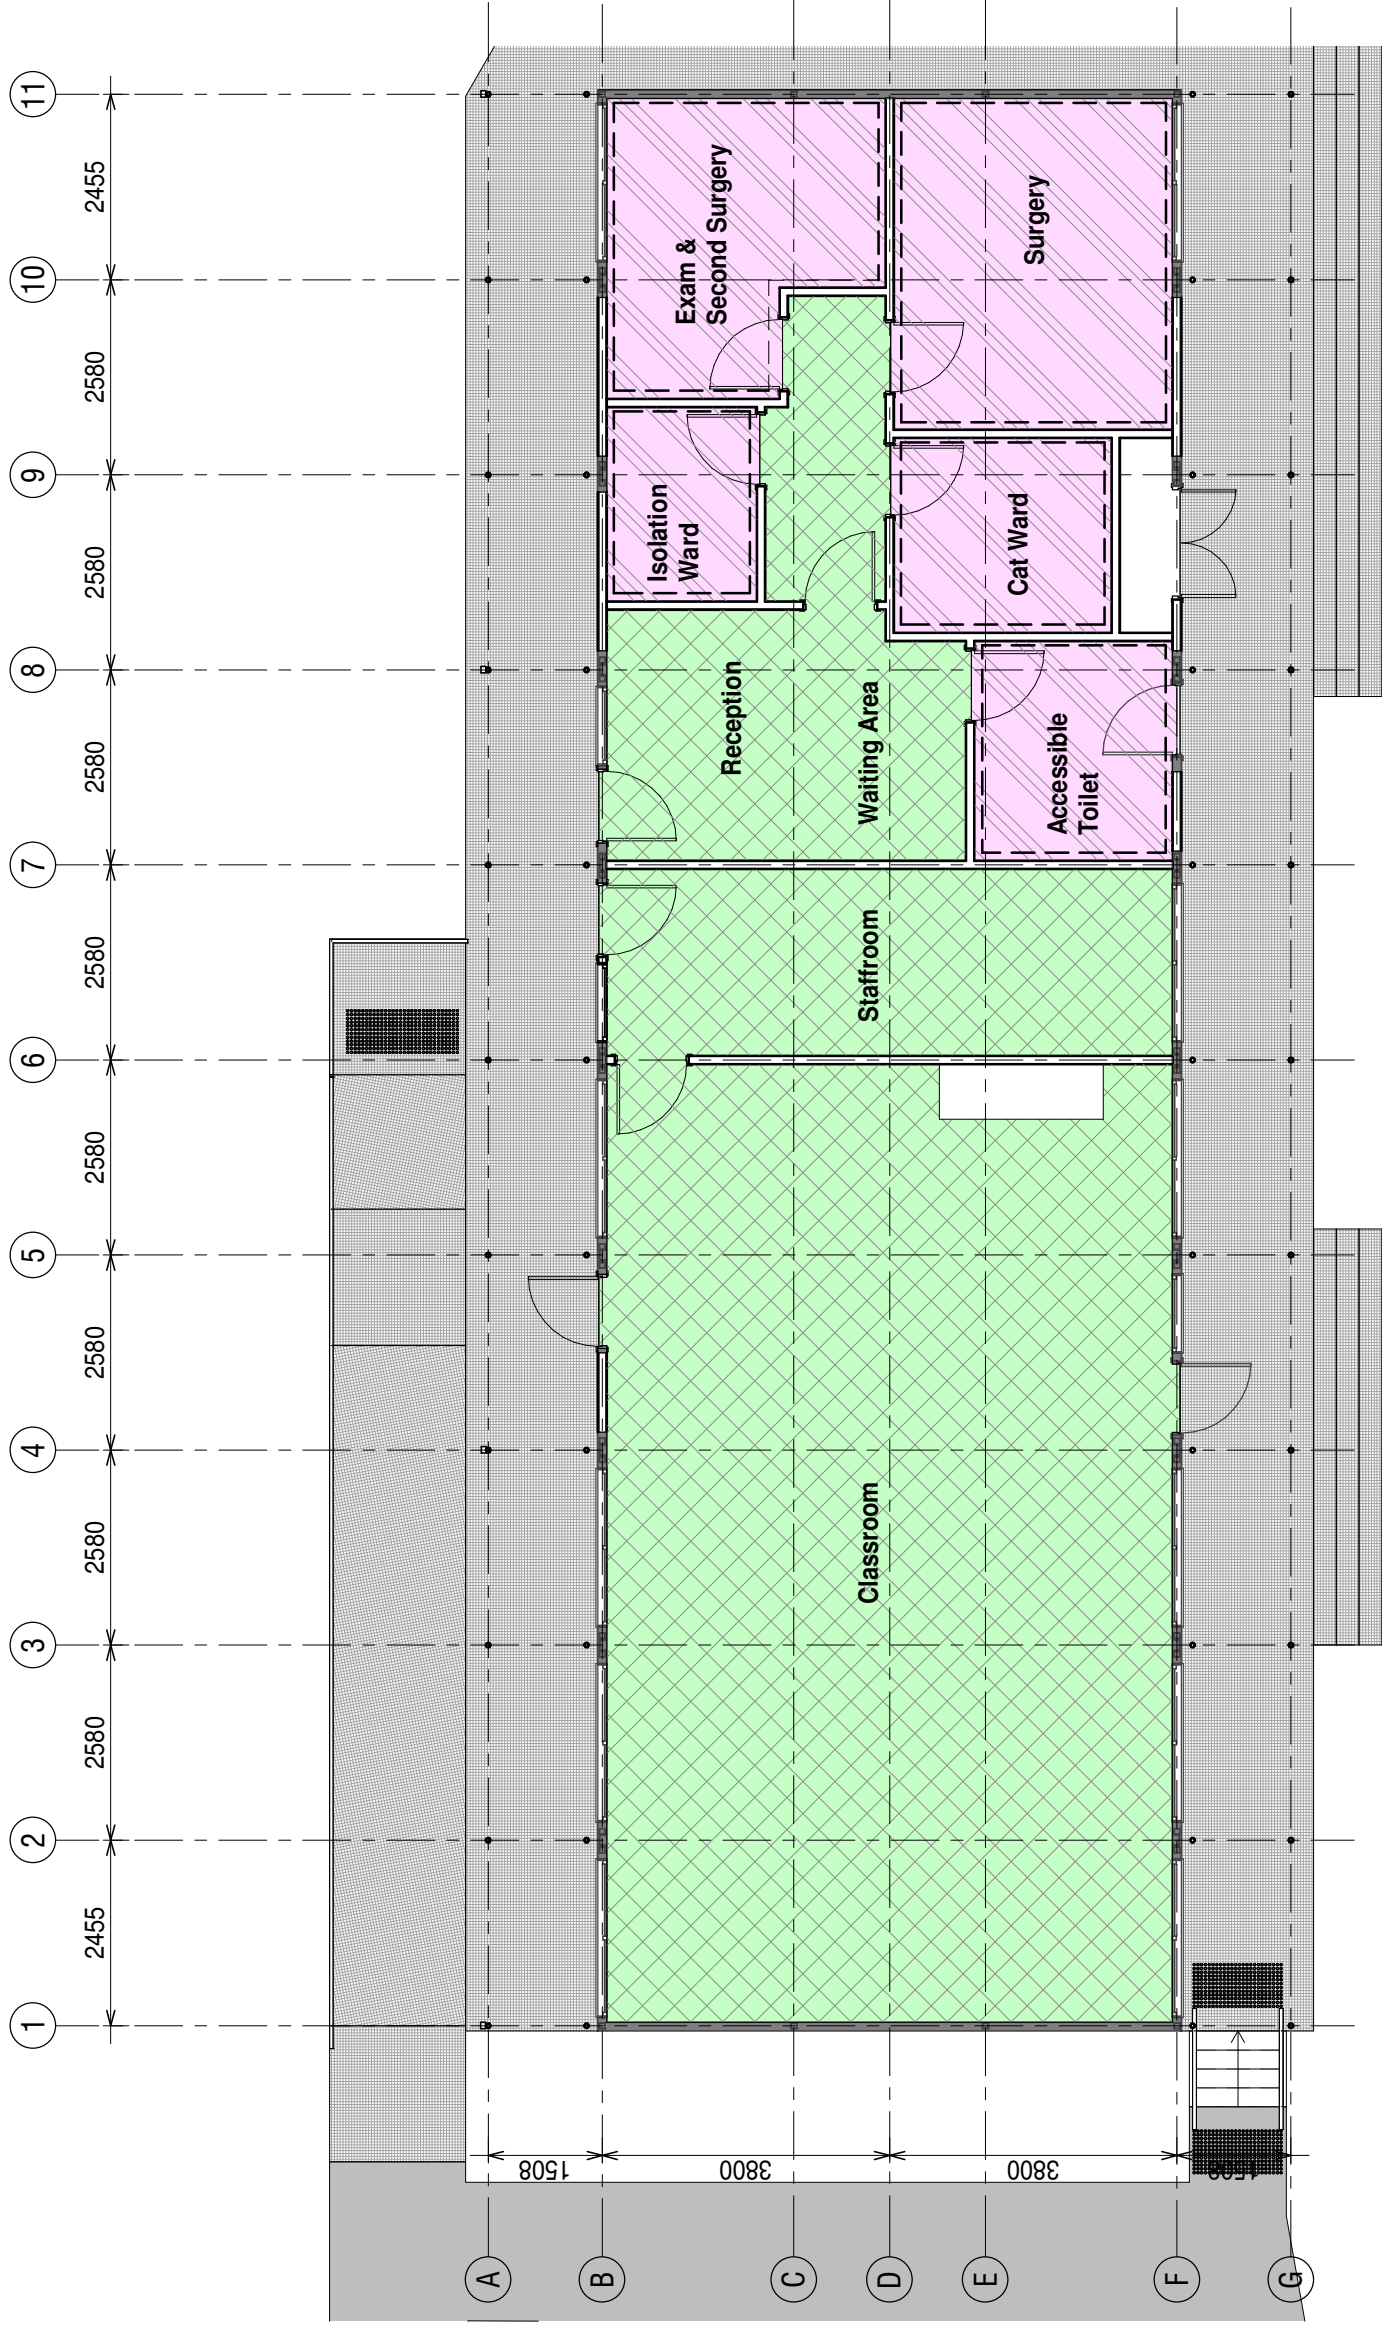 1
2
3
4
5
6
7
8
9
10
11
2455
2580
2580
2580
2580
2580
2580
2580
2580
2455
Classroom
Staffroom
Reception
Waiting Area
Accessible
Toilet
Isolation
Ward
Cat Ward
Exam &
Second Surgery
Surgery
1508
3800
3800
1508
A
B
C
D
E
F
G